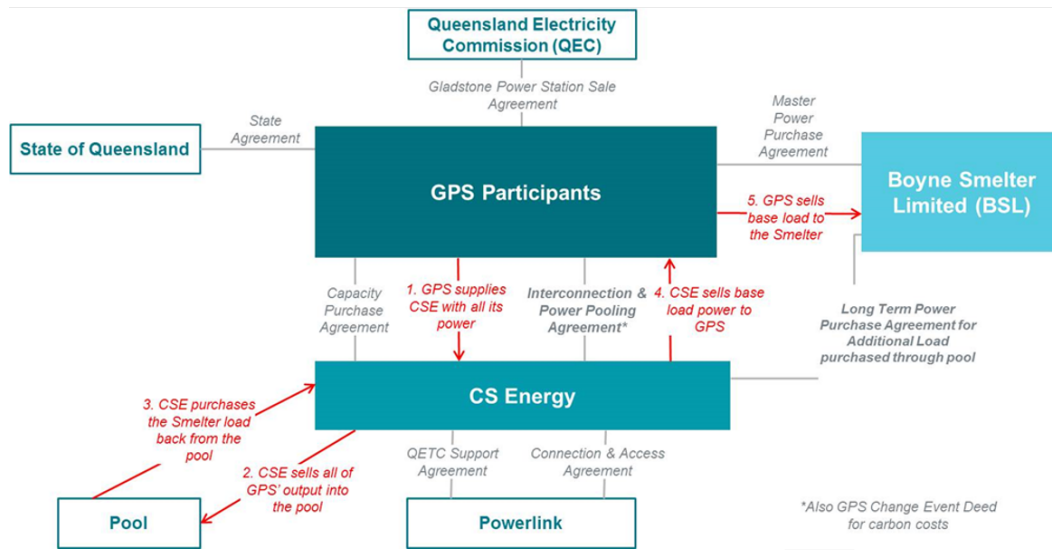 Queensland Electricity
Commission (QEC)
Gladstone Power Station Sale
Agreement
State
Agreement
Master
Power
Purchase
Agreement
State of Queensland
GPS Participants
Boyne Smelter
Limited (BSL)
5. GPS sells
base load to
the Smelter
Capacity
Purchase
Agreement
1. GPS supplies
CSE with all its
power
Interconnection &
Power Pooling
Agreement*
4. CSE sells base
load power to
GPS
Long Term Power
Purchase Agreement for
Additional Load
purchased through pool
CS Energy
3. CSE purchases
the Smelter load
back from the
pool
2. CSE sells all of
GPS' output into
the pool
QETC Support
Agreement
Connection & Access
Agreement
Pool
Powerlink
*Also GPS Change Event Deed
for carbon costs